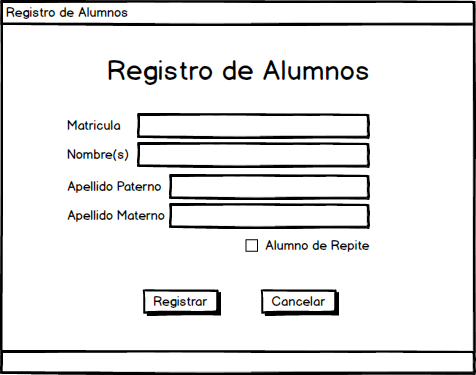 Registro de Alumnos
Registro de Alumnos
Matricula
Nombre(s)
Apellido Paterno
Apellido Materno
Alumno de Repite
Registrar Cancelar